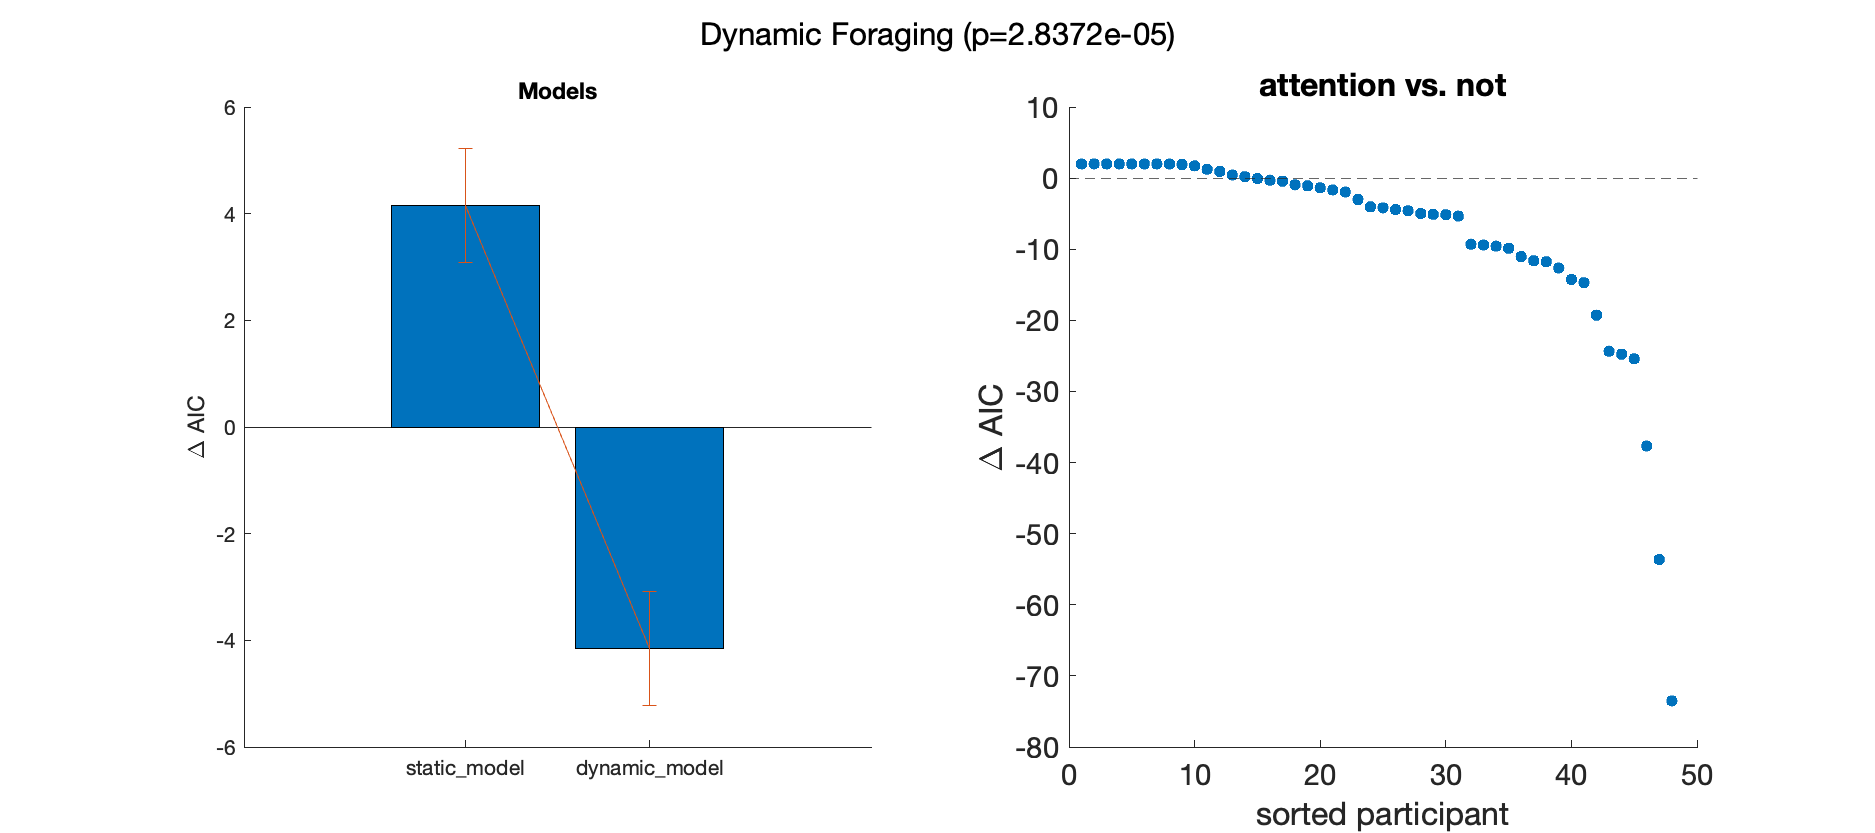 Dynamic Foraging (p=2.8372e-05)
Models
6
4
2
0
-2
-4
-6
Δ AIC
static_model
dynamic_model
attention vs. not
10
0
-10
-20
-30
-40
-50
-60
-70
-80
Δ AIC
0 10 20 30 40 50
sorted participant